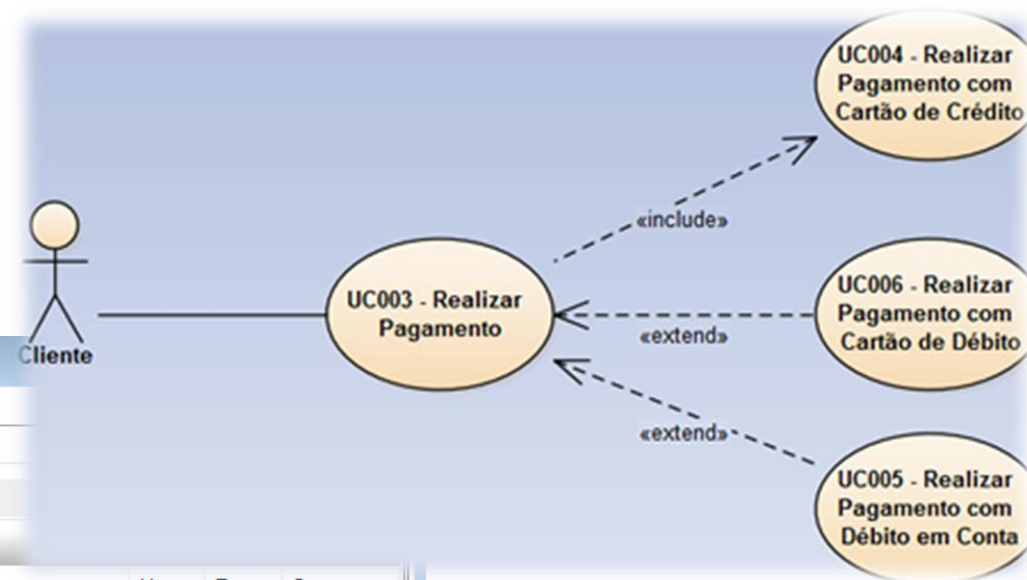 UC004 - Realizar
Pagamento com
Cartão de Crédito
«include»
UC003 - Realizar
Pagamento
UC006 - Realizar
Pagamento com
Cartão de Débito
«extend»
Cliente
«extend»
UC005 - Realizar
Pagamento com
Débito em Conta